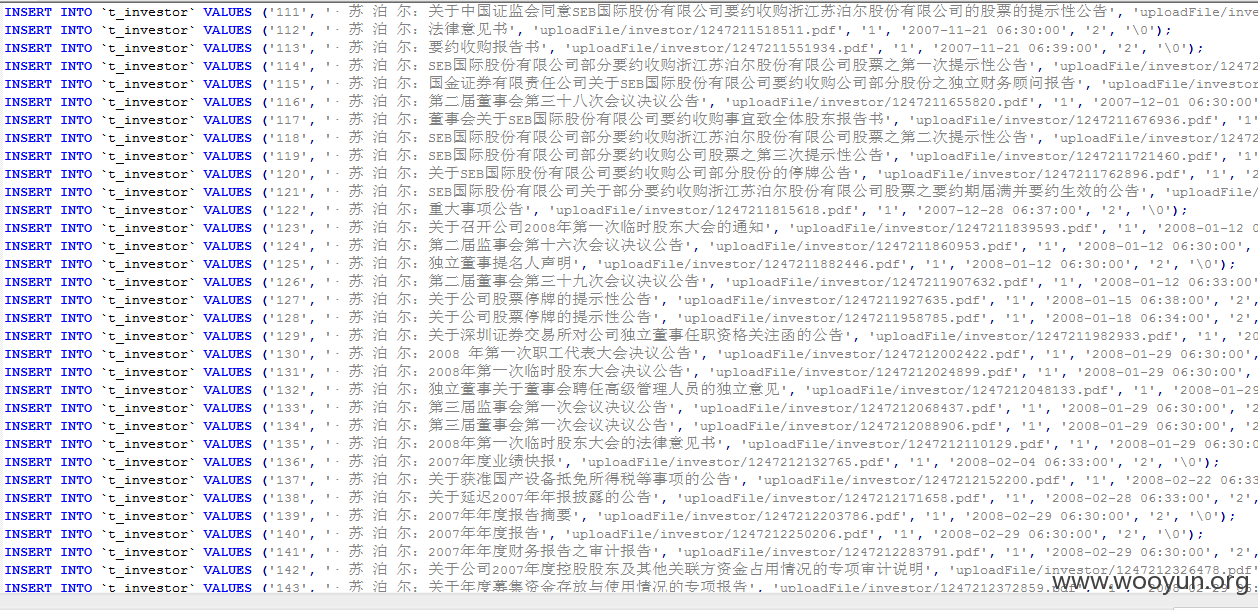 INSERT INTO `t_investor` VALUES ('111', '- 苏 泊 尔：关于中国证监会同意SEB国际股份有限公司要约收购浙江苏泊尔股份有限公司的股票的提示性公告', 'uploadFile/inve
INSERT INTO `t_investor` VALUES ('112', '- 苏 泊 尔：法律意见书', 'uploadFile/investor/1247211518511.pdf', '1', '2007-11-21 06:30:00', '2', '\0');
INSERT INTO `t_investor` VALUES ('113', '- 苏 泊 尔：要约收购报告书', 'uploadFile/investor/1247211551934.pdf', '1', '2007-11-21 06:39:00', '2', '\0');
INSERT INTO `t_investor` VALUES ('114', '- 苏 泊 尔：SEB国际股份有限公司部分要约收购浙江苏泊尔股份有限公司股票之第一次提示性公告', 'uploadFile/investor/12472
INSERT INTO `t_investor` VALUES ('115', '- 苏 泊 尔：国金证券有限责任公司关于SEB国际股份有限公司要约收购公司部分股份之独立财务顾问报告', 'uploadFile/investor
INSERT INTO `t_investor` VALUES ('116', '- 苏 泊 尔：第二届董事会第三十八次会议决议公告', 'uploadFile/investor/1247211655820.pdf', '1', '2007-12-01 06:30:00'
INSERT INTO `t_investor` VALUES ('117', '- 苏 泊 尔：董事会关于SEB国际股份有限公司要约收购事宜致全体股东报告书', 'uploadFile/investor/1247211676936.pdf', '1'
INSERT INTO `t_investor` VALUES ('118', '- 苏 泊 尔：SEB国际股份有限公司部分要约收购浙江苏泊尔股份有限公司股票之第二次提示性公告', 'uploadFile/investor/12472
INSERT INTO `t_investor` VALUES ('119', '- 苏 泊 尔：SEB国际股份有限公司部分要约收购公司股票之第三次提示性公告', 'uploadFile/investor/1247211721460.pdf', '1'
INSERT INTO `t_investor` VALUES ('120', '- 苏 泊 尔：关于SEB国际股份有限公司要约收购公司部分股份的停牌公告', 'uploadFile/investor/1247211762896.pdf', '1', '2
INSERT INTO `t_investor` VALUES ('121', '- 苏 泊 尔：SEB国际股份有限公司关于部分要约收购浙江苏泊尔股份有限公司股票之要约期届满并要约生效的公告', 'uploadFile/
INSERT INTO `t_investor` VALUES ('122', '- 苏 泊 尔：重大事项公告', 'uploadFile/investor/1247211815618.pdf', '1', '2007-12-28 06:37:00', '2', '\0');
INSERT INTO `t_investor` VALUES ('123', '- 苏 泊 尔：关于召开公司2008年第一次临时股东大会的通知', 'uploadFile/investor/1247211839593.pdf', '1', '2008-01-12 0
INSERT INTO `t_investor` VALUES ('124', '- 苏 泊 尔：第二届监事会第十六次会议决议公告', 'uploadFile/investor/1247211860953.pdf', '1', '2008-01-12 06:30:00',
INSERT INTO `t_investor` VALUES ('125', '- 苏 泊 尔：独立董事提名人声明', 'uploadFile/investor/1247211882446.pdf', '1', '2008-01-12 06:30:00', '2', '\0');
INSERT INTO `t_investor` VALUES ('126', '- 苏 泊 尔：第二届董事会第三十九次会议决议公告', 'uploadFile/investor/1247211907632.pdf', '1', '2008-01-12 06:33:00'
INSERT INTO `t_investor` VALUES ('127', '- 苏 泊 尔：关于公司股票停牌的提示性公告', 'uploadFile/investor/1247211927635.pdf', '1', '2008-01-15 06:38:00', '2'
INSERT INTO `t_investor` VALUES ('128', '- 苏 泊 尔：关于公司股票停牌的提示性公告', 'uploadFile/investor/1247211958785.pdf', '1', '2008-01-18 06:34:00', '2',
INSERT INTO `t_investor` VALUES ('129', '- 苏 泊 尔：关于深圳证券交易所对公司独立董事任职资格关注函的公告', 'uploadFile/investor/1247211982933.pdf', '1', '20
INSERT INTO `t_investor` VALUES ('130', '- 苏 泊 尔：2008 年第一次职工代表大会决议公告', 'uploadFile/investor/1247212002422.pdf', '1', '2008-01-29 06:30:00',
INSERT INTO `t_investor` VALUES ('131', '- 苏 泊 尔：2008年第一次临时股东大会决议公告', 'uploadFile/investor/1247212024899.pdf', '1', '2008-01-29 06:30:00',
INSERT INTO `t_investor` VALUES ('132', '- 苏 泊 尔：独立董事关于董事会聘任高级管理人员的独立意见', 'uploadFile/investor/1247212048133.pdf', '1', '2008-01-29
INSERT INTO `t_investor` VALUES ('133', '- 苏 泊 尔：第三届监事会第一次会议决议公告', 'uploadFile/investor/1247212068437.pdf', '1', '2008-01-29 06:30:00', '2
INSERT INTO `t_investor` VALUES ('134', '- 苏 泊 尔：第三届董事会第一次会议决议公告', 'uploadFile/investor/1247212088906.pdf', '1', '2008-01-29 06:30:00', '2
INSERT INTO `t_investor` VALUES ('135', '- 苏 泊 尔：2008年第一次临时股东大会的法律意见书', 'uploadFile/investor/1247212110129.pdf', '1', '2008-01-29 06:30:0
INSERT INTO `t_investor` VALUES ('136', '- 苏 泊 尔：2007年度业绩快报', 'uploadFile/investor/1247212132765.pdf', '1', '2008-02-04 06:33:00', '2', '\0');
INSERT INTO `t_investor` VALUES ('137', '- 苏 泊 尔：关于获准国产设备抵免所得税等事项的公告', 'uploadFile/investor/1247212152200.pdf', '1', '2008-02-22 06:33
INSERT INTO `t_investor` VALUES ('138', '- 苏 泊 尔：关于延迟2007年年报披露的公告', 'uploadFile/investor/1247212171658.pdf', '1', '2008-02-28 06:33:00', '2',
INSERT INTO `t_investor` VALUES ('139', '- 苏 泊 尔：2007年年度报告摘要', 'uploadFile/investor/1247212203786.pdf', '1', '2008-02-29 06:30:00', '2', '\0');
INSERT INTO `t_investor` VALUES ('140', '- 苏 泊 尔：2007年年度报告', 'uploadFile/investor/1247212250206.pdf', '1', '2008-02-29 06:30:00', '2', '\0');
INSERT INTO `t_investor` VALUES ('141', '- 苏 泊 尔：2007年年度财务报告之审计报告', 'uploadFile/investor/1247212283791.pdf', '1', '2008-02-29 06:30:00', '2',
INSERT INTO `t_investor` VALUES ('142', '- 苏 泊 尔：关于公司2007年度控股股东及其他关联方资金占用情况的专项审计说明', 'uploadFile/investor/1247212326478.pdf'
INSERT INTO `t_investor` VALUES ('143', '- 苏 泊 尔：关于年度募集资金存放与使用情况的专项报告', 'uploadFile/investor/1247212372859.pdf', '1', '2008-02-29
www.wooyun.org